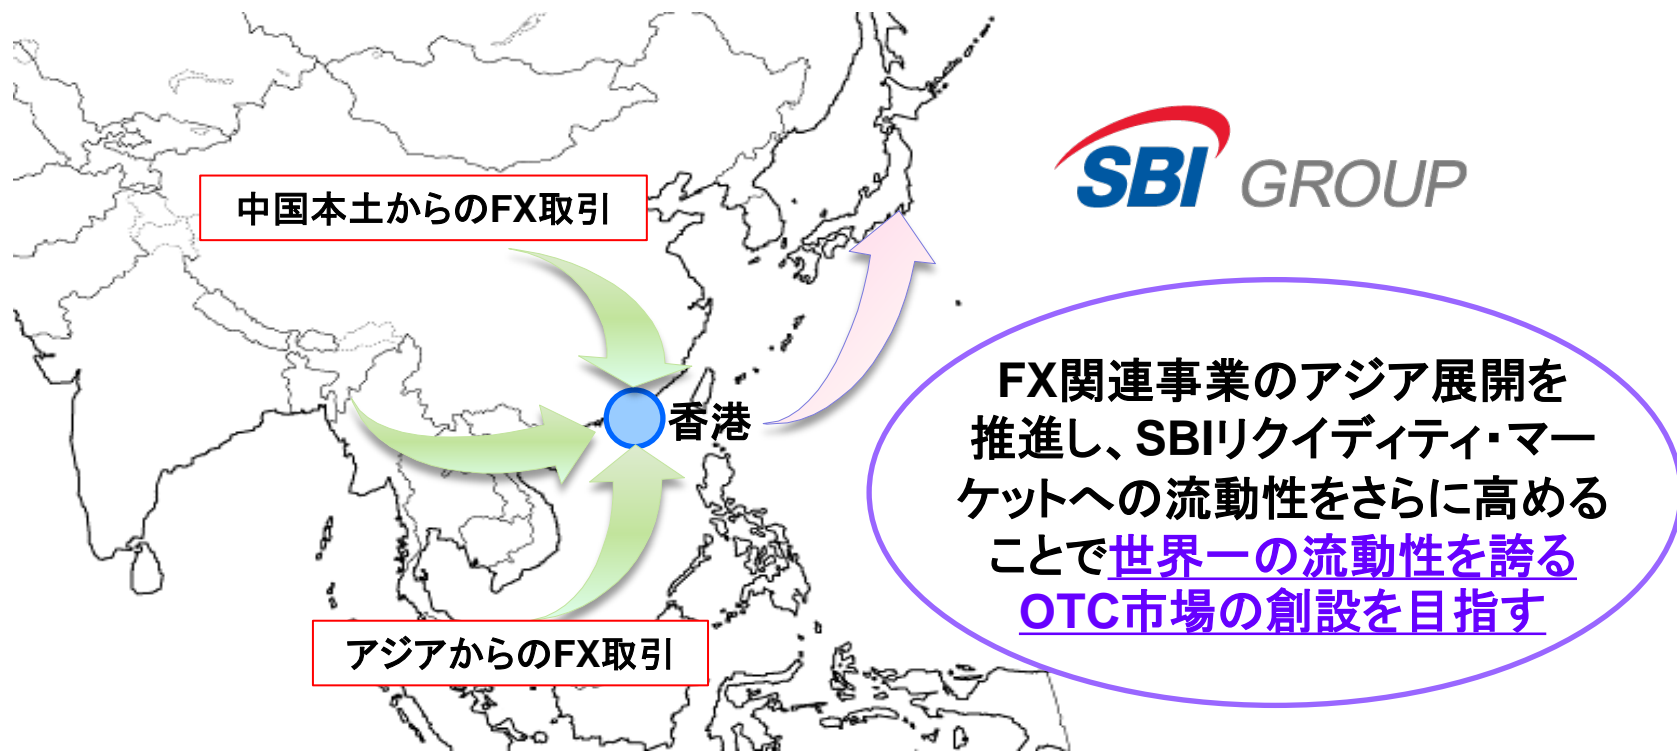 SBI GROUP
中国本土からのFX取引
香港
アジアからのFX取引
FX関連事業のアジア展開を
推進し、SBIリクイディティ・マー
ケットへの流動性をさらに高める
ことで世界一の流動性を誇る
OTC市場の創設を目指す